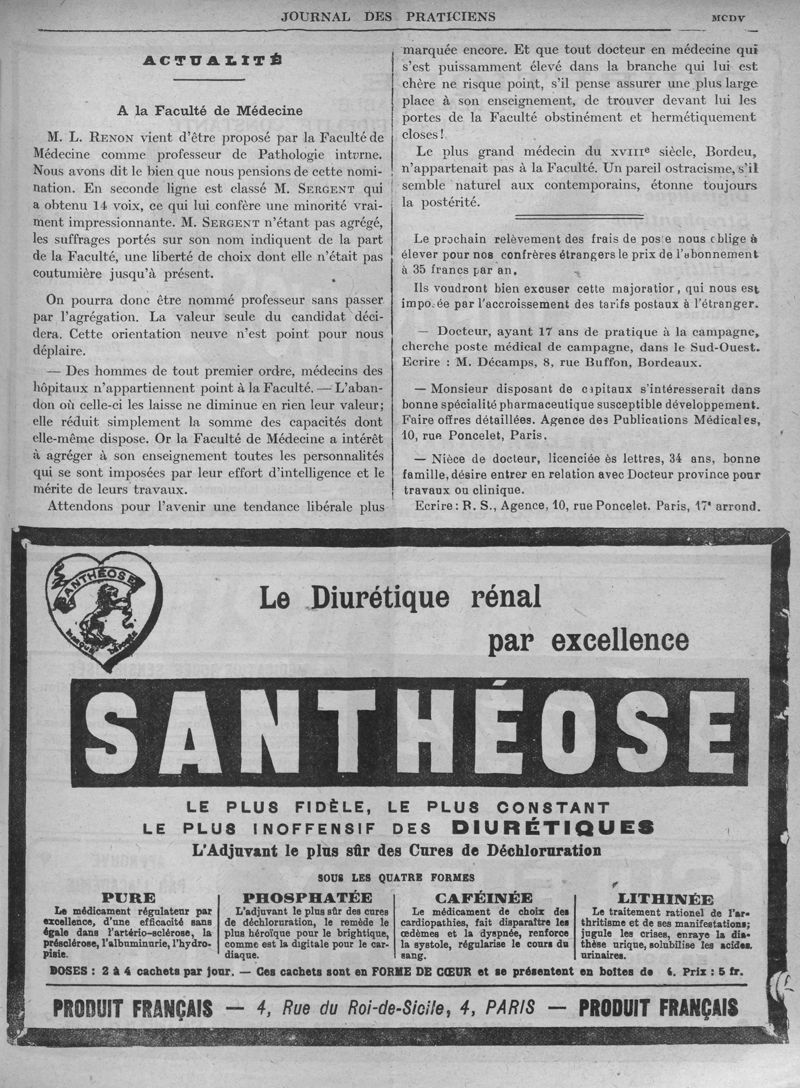 JOURNAL DES PRATICIENS
MCDV
ACTUALITÉ
A la Faculté de Médecine
M. L. RENON vient d'être proposé par la Faculté de
Médecine comme professeur de Pathologie interne.
Nous avons dit le bien que nous pensions de cette nomi-
nation. En seconde ligne est classé M. SERGENT qui
a obtenu 14 voix, ce qui lui confère une minorité vrai-
ment impressionnante. M. SERGENT n'étant pas agrégé,
les suffrages portés sur son nom indiquent de la part
de la Faculté, une liberté de choix dont elle n'était pas
coutumière jusqu'à présent.
On pourra donc être nommé professeur sans passer
par l'agrégation. La valeur seule du candidat déci-
dera. Cette orientation neuve n'est point pour nous
déplaire.
— Des hommes de tout premier ordre, médecins des
hôpitaux n'appartiennent point à la Faculté. — L'aban-
don où celle-ci les laisse ne diminue en rien leur valeur;
elle réduit simplement la somme des capacités dont
elle-même dispose. Or la Faculté de Médecine a intérêt
à agréger à son enseignement toutes les personnalités
qui se sont imposées par leur effort d'intelligence et le
mérite de leurs travaux.
Attendons pour l'avenir une tendance libérale plus
marquée encore. Et que tout docteur en médecine qui
s'est puissamment élevé dans la branche qui lui est
chère ne risque point, s'il pense assurer une plus large
place à son enseignement, de trouver devant lui les
portes de la Faculté obstinément et hermétiquement
closes!
Le plus grand médecin du XVIIIe siècle, Bordeu,
n'appartenait pas à la Faculté. Un pareil ostracisme, s'il
semble naturel aux contemporains, étonne toujours
la postérité.
Le prochain relèvement des frais de poste nous oblige à
élever pour nos confrères étrangers le prix de l'abonnement
à 35 francs par an.
Ils voudront bien excuser cette majoration, qui nous est
imposée par l'accroissement des tarifs postaux à l'étranger.
— Docteur, ayant 17 ans de pratique à la campagne,
cherche poste médical de campagne, dans le Sud-Ouest.
Ecrire : M. Décamps, 8, rue Buffon, Bordeaux.
— Monsieur disposant de capitaux s'intéresserait dans
bonne spécialité pharmaceutique susceptible développement.
Faire offres détaillées. Agence des Publications Médicales,
10, rue Poncelet, Paris.
— Nièce de docteur, licenciée ès lettres, 34 ans, bonne
famille, désire entrer en relation avec Docteur province pour
travaux ou clinique.
Ecrire : R. S., Agence, 10, rue Poncelet. Paris, 17e arrond.
SANTHÉOSE
MARQUE DÉPOSÉE
Le Diurétique rénal
par excellence
SANTHÉOSE
LE PLUS FIDÈLE, LE PLUS CONSTANT
LE PLUS INOFFENSIF DES DIURÉTIQUES
L'Adjuvant le plus sûr des Cures de Déchloruration
SOUS LES QUATRE FORMES
PURE
Le médicament régulateur par
excellence, d'une efficacité sans
égale dans l'artério-sclérose, la
présclérose, l'albuminurie, l'hydro-
pisie.
PHOSPHATÉE
L'adjuvant le plus sûr des cures
de déchloruration, le remède le
plus héroïque pour le brightique,
comme est la digitale pour le car-
diaque.
CAFÉINÉE
Le médicament de choix des
cardiopathies, fait disparaître les
œdèmes et la dyspnée, renforce
la systole, régularise le cours du
sang.
LITHINÉE
Le traitement rationel de l'ar-
thritisme et de ses manifestations;
jugule les crises, enraye la dia-
thèse urique, solubilise les acides
urinaires.
DOSES : 2 à 4 cachets par jour. — Ces cachets sont en FORME DE CŒUR et se présentent en boîtes de Prix : 5 fr.
PRODUIT FRANÇAIS — 4, Rue du Roi-de-Sicile, 4, PARIS — PRODUIT FRANÇAIS